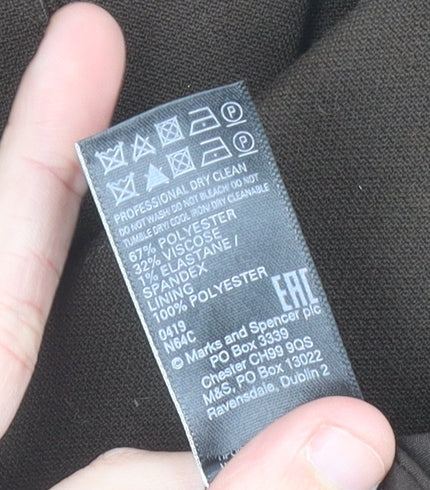 P
P
PROFESSIONAL DRY CLEAN
DO NOT WASH/ DO NOT BLEACH/ DO NOT
TUMBLE DRY/ COOL IRON/ DRY CLEANABLE
67% POLYESTER
32% VISCOSE
1% ELASTANE /
SPANDEX
LINING
100% POLYESTER
EAC
0419
N64C
© Marks and Spencer plc
PO Box 3339
Chester CH99 9QS
M&S, PO Box 13022
Ravensdale, Dublin 2